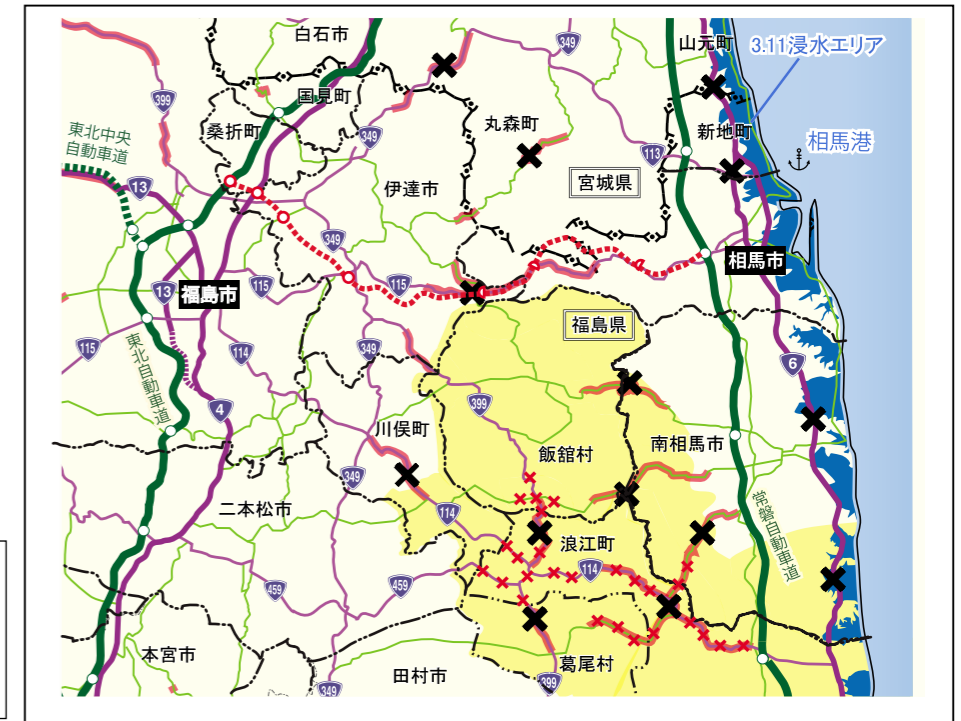 白石市
349
山元町
3.11浸水エリア
399
国見町
桑折町
349
丸森町
新地町
東北中央
自動車道
113
相馬港
13
伊達市
宮城県
349
相馬市
13
福島市
115
115
福島県
115
114
東北自動車道
349
6
4
399
川俣町
飯舘村
南相馬市
349
二本松市
114
常磐自動車道
浪江町
114
459
459
本宮市
田村市
葛尾村
349
399